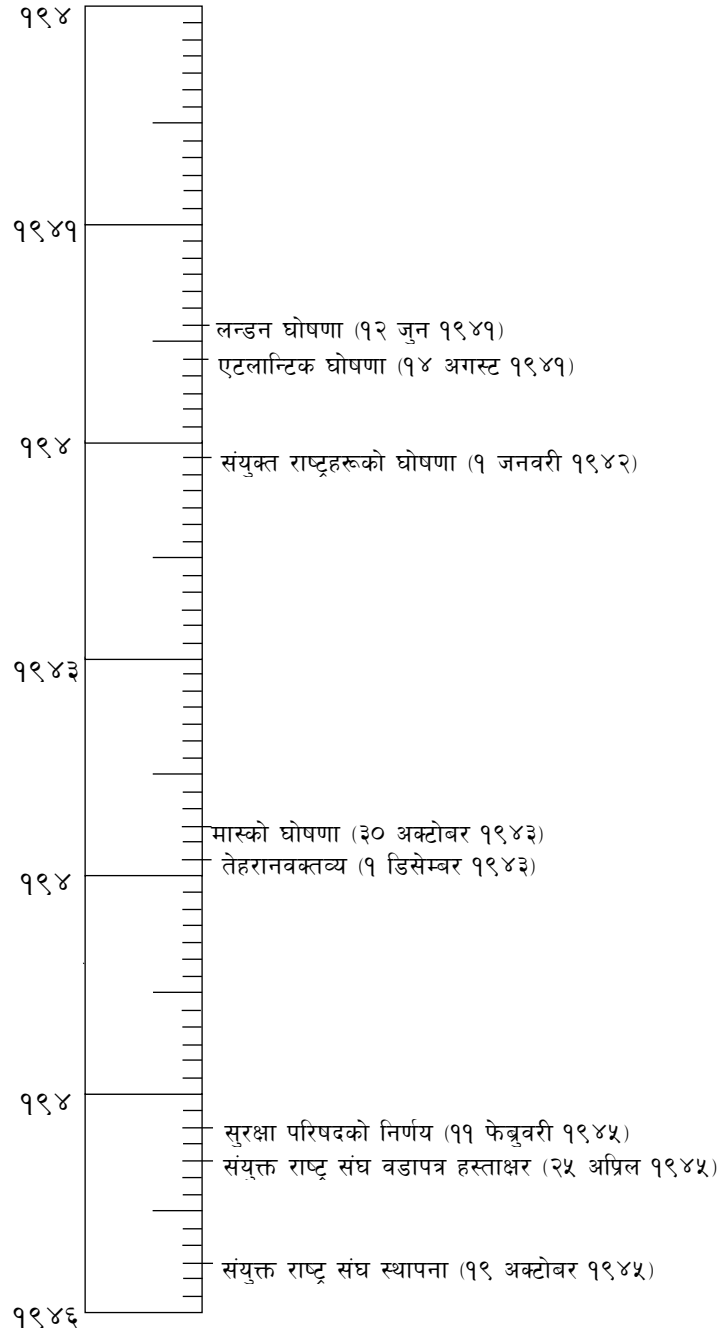 १९४
१९४१
लन्डन घोषणा (१२ जुन १९४१)
एटलान्टिक घोषणा (१४ अगस्ट १९४१)
१९४
संयुक्त राष्ट्रहरूको घोषणा (१ जनवरी १९४२)
१९४३
मास्को घोषणा (३० अक्टोबर १९४३)
तेहरानवक्तव्य (१ डिसेम्बर १९४३)
१९४
१९४
सुरक्षा परिषदको निर्णय (११ फेब्रुवरी १९४५)
संयुक्त राष्ट्र संघ वडापत्र हस्ताक्षर (२५ अप्रिल १९४५)
संयुक्त राष्ट्र संघ स्थापना (१९ अक्टोबर १९४५)
१९४६